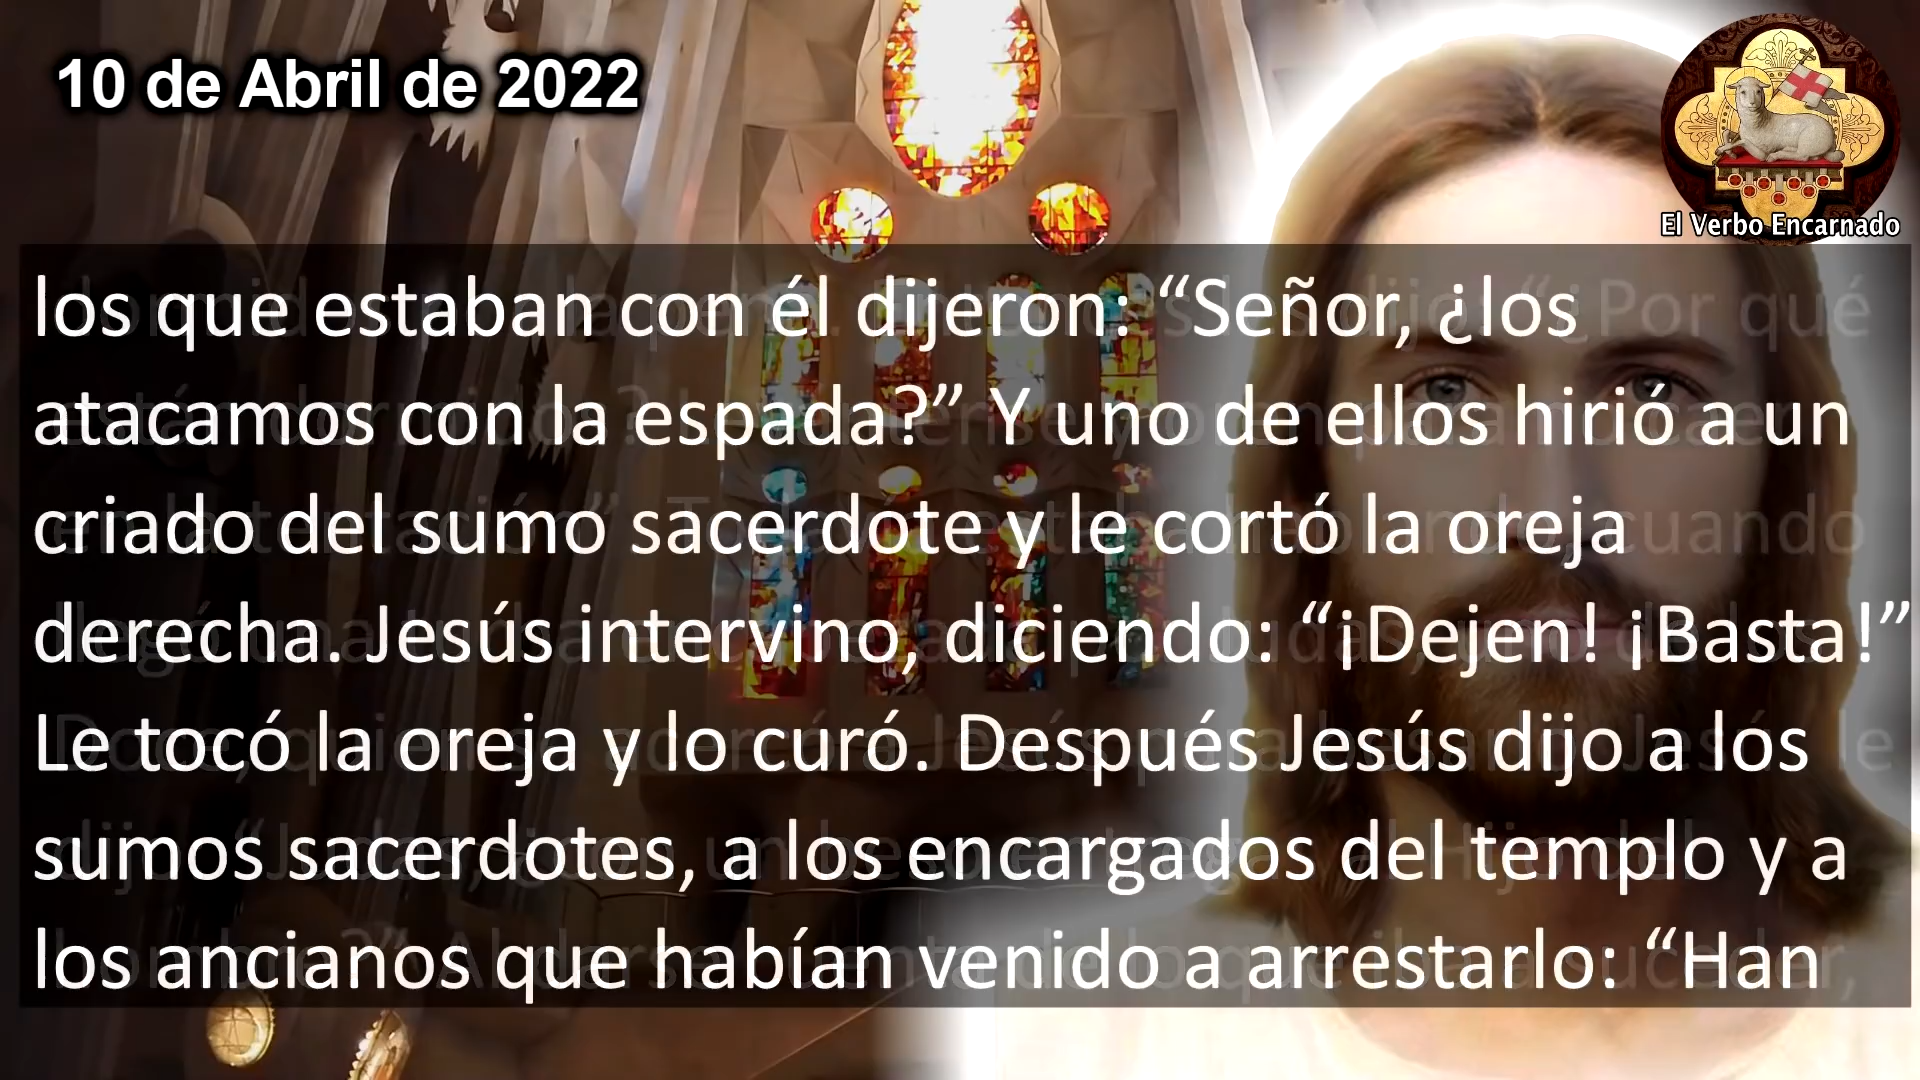 10 de Abril de 2022
El Verbo Encarnado
los que estaban con él dijeron: “Señor, ¿los
atacamos con la espada?” Y uno de ellos hirió a un
criado del sumo sacerdote y le cortó la oreja
derecha. Jesús intervino, diciendo: “¡Dejen! ¡Basta!”
Le tocó la oreja y lo curó. Después Jesús dijo a los
sumos sacerdotes, a los encargados del templo y a
los ancianos que habían venido a arrestarlo: “Han